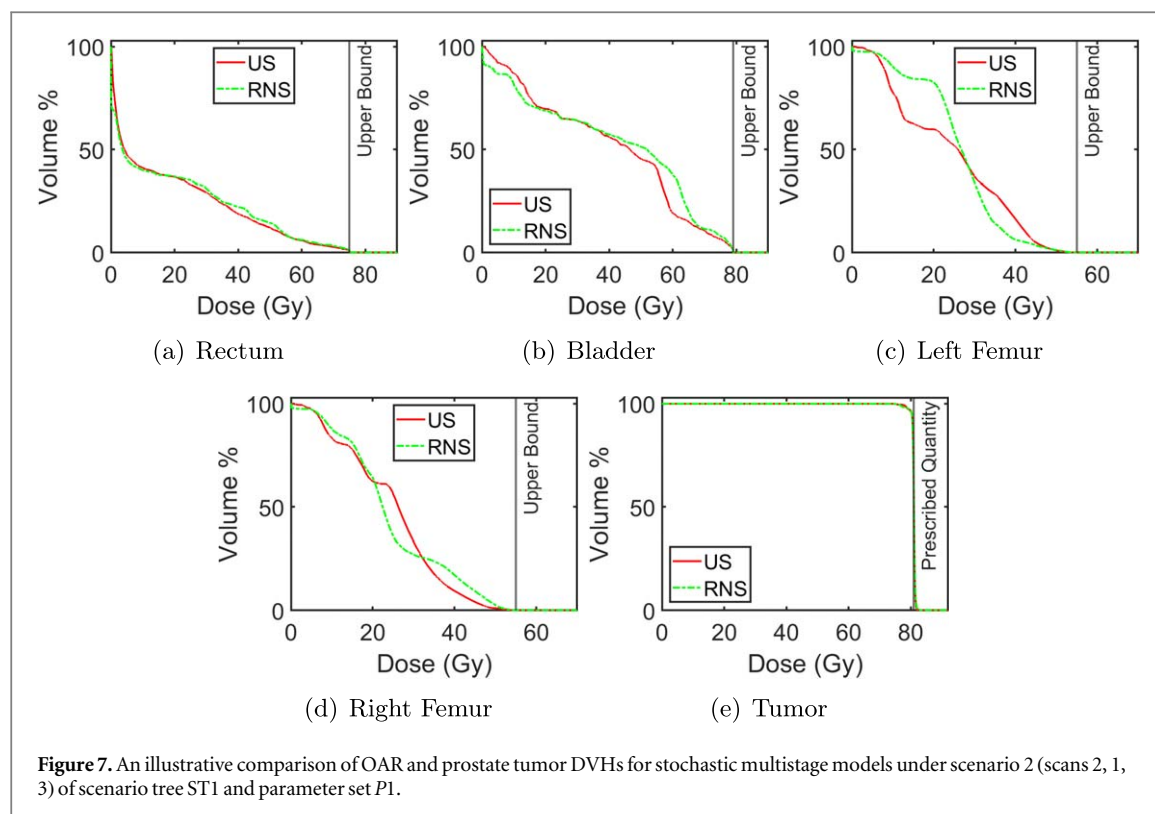 100
50
0
Volume %
US
RNS
Upper Bound
0 20 40 60 80
Dose (Gy)
(a) Rectum
100
50
0
Volume %
US
RNS
Upper Bound
0 20 40 60 80
Dose (Gy)
(b) Bladder
100
50
0
Volume %
US
RNS
Upper Bound
0 20 40 60
Dose (Gy)
(c) Left Femur
100
50
0
Volume %
US
RNS
Upper Bound
0 20 40 60
Dose (Gy)
(d) Right Femur
100
50
0
Volume %
US
RNS
Prescribed Quantity
0 20 40 60 80
Dose (Gy)
(e) Tumor
Figure 7. An illustrative comparison of OAR and prostate tumor DVHs for stochastic multistage models under scenario 2 (scans 2, 1,
3) of scenario tree ST1 and parameter set P1.